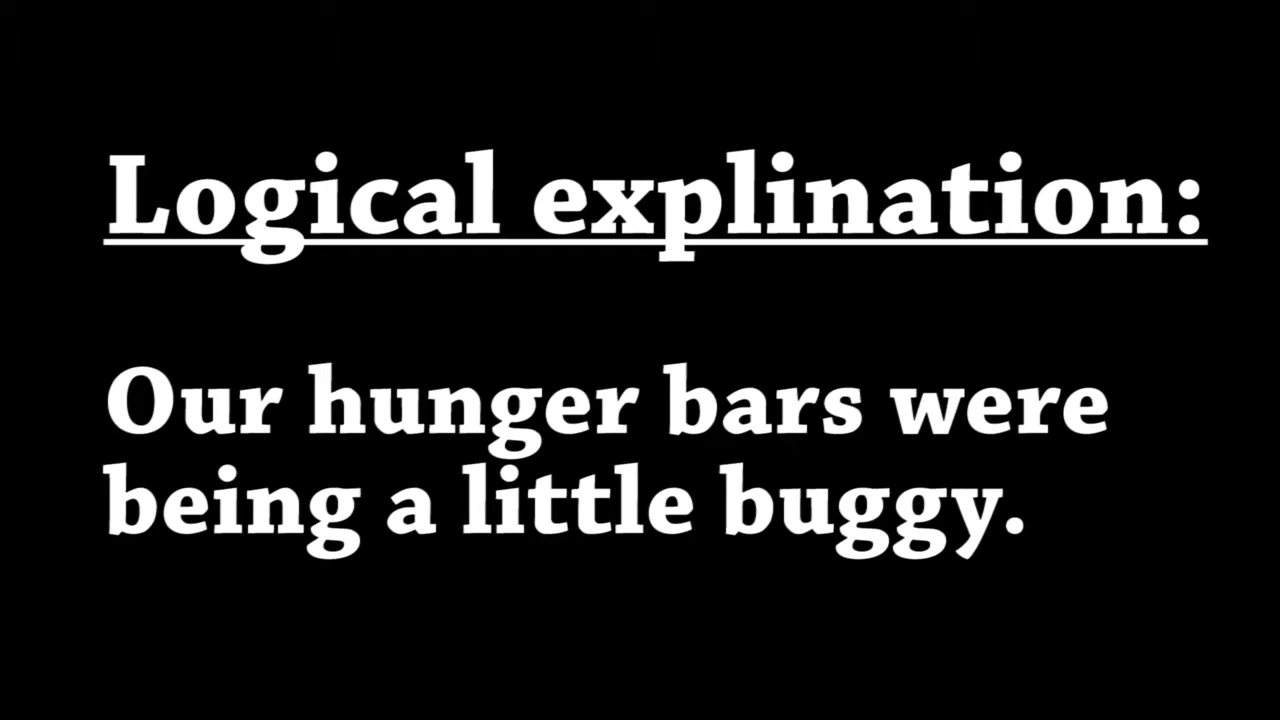 Logical explination:
Our hunger bars were
being a little buggy.